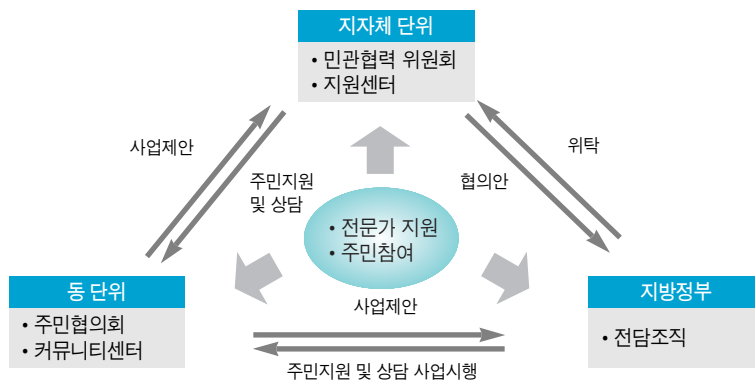 지자체 단위
• 민관협력 위원회
• 지원센터
사업제안
주민지원
및 상담
협의안
위탁
• 전문가 지원
• 주민참여
동 단위
• 주민협의회
• 커뮤니티센터
사업제안
주민지원 및 상담 사업시행
지방정부
• 전담조직